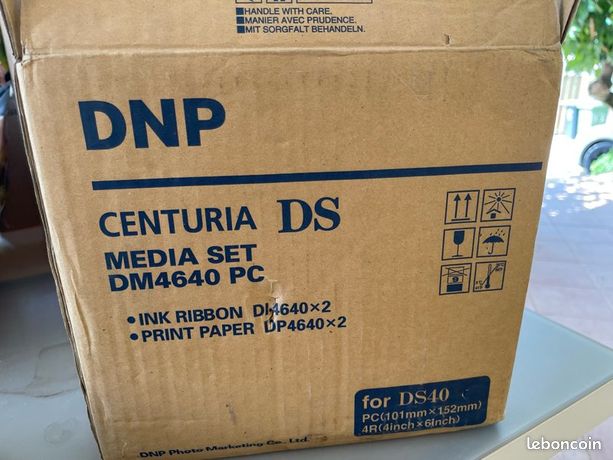 ■HANDLE WITH CARE.
■MANIER AVEC PRUDENCE.
■MIT SORGFALT BEHANDELN.
DNP
CENTURIA DS
MEDIA SET
DM4640 PC
•INK RIBBON DI4640×2
•PRINT PAPER DP4640×2
for DS40
PC(101mm×152mm)
4R(4inch×6inch)
DNP Photo Marketing Co., Ltd.
leboncoin